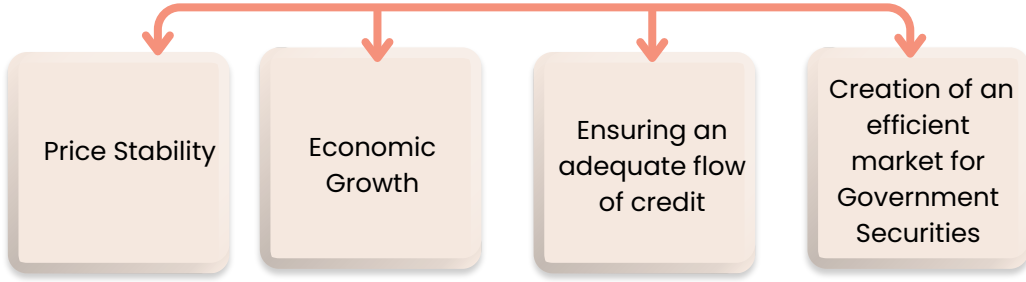 Price Stability
Economic
Growth
Ensuring an
adequate flow
of credit
Creation of an
efficient
market for
Government
Securities